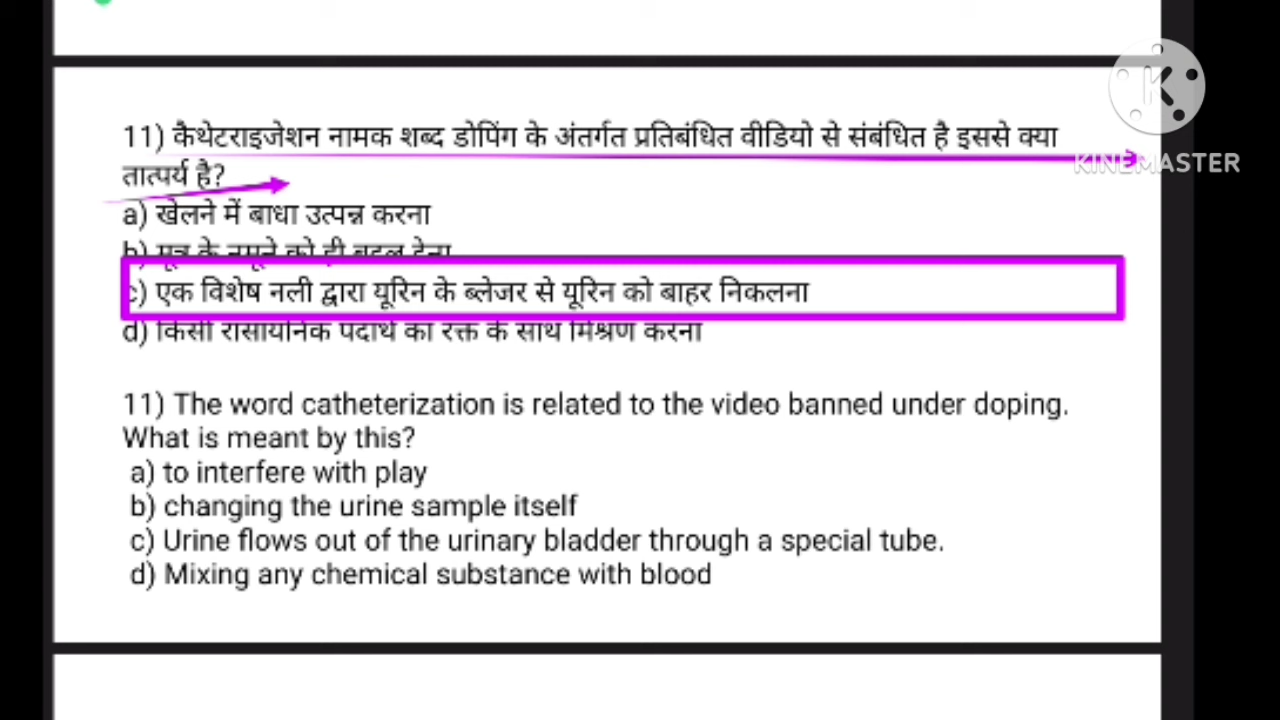 11) कैथेटराइजेशन नामक शब्द डोपिंग के अंतर्गत प्रतिबंधित वीडियो से संबंधित है इससे क्या
तात्पर्य है?
KINEMASTER
a) खेलने में बाधा उत्पन्न करना
b) मूत्र के नमूने को ही बदल देना
c) एक विशेष नली द्वारा यूरिन के ब्लेजर से यूरिन को बाहर निकलना
d) किसी रासायनिक पदार्थ का रक्त के साथ मिश्रण करना
11) The word catheterization is related to the video banned under doping.
What is meant by this?
a) to interfere with play
b) changing the urine sample itself
c) Urine flows out of the urinary bladder through a special tube.
d) Mixing any chemical substance with blood